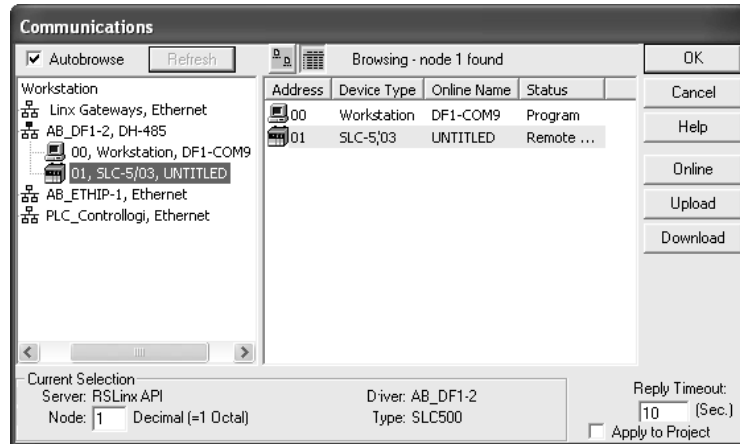 Communications
Autobrowse
Refresh
Browsing - node 1 found
Workstation
Linx Gateways, Ethernet
AB_DF1-2, DH-485
00, Workstation, DF1-COM9
01, SLC-5/03, UNTITLED
AB_ETHIP-1, Ethernet
PLC_Controllogi, Ethernet
Address Device Type Online Name Status
00 Workstation DF1-COM9 Program
01 SLC-5/03 UNTITLED Remote ...
OK
Cancel
Help
Online
Upload
Download
Current Selection
Server: RSLinx API
Driver: AB_DF1-2
Node: 1 Decimal (=1 Octal)
Type: SLC500
Reply Timeout:
10 (Sec.)
Apply to Project